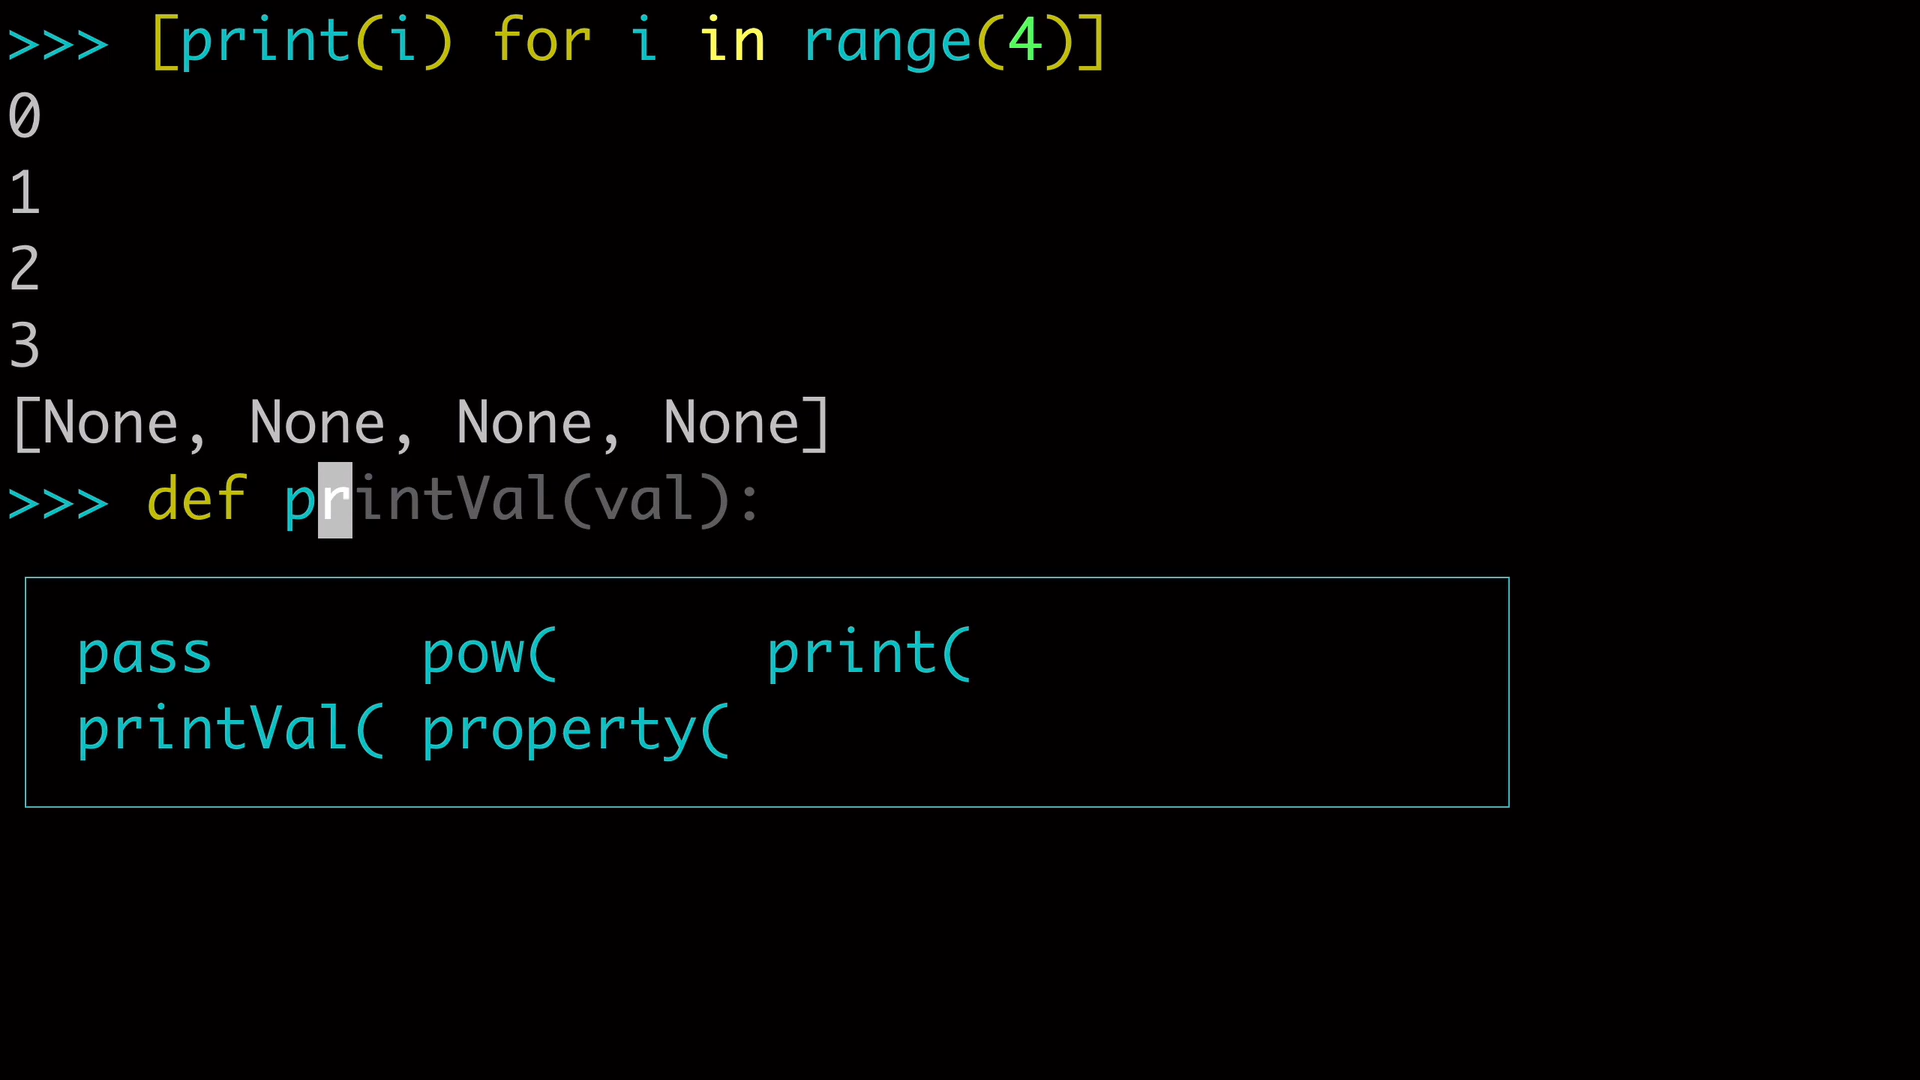 >>> [print(i) for i in range(4)]
0
1
2
3
[None, None, None, None]
>>> def printVal(val):
pass pow( print(
printVal( property(